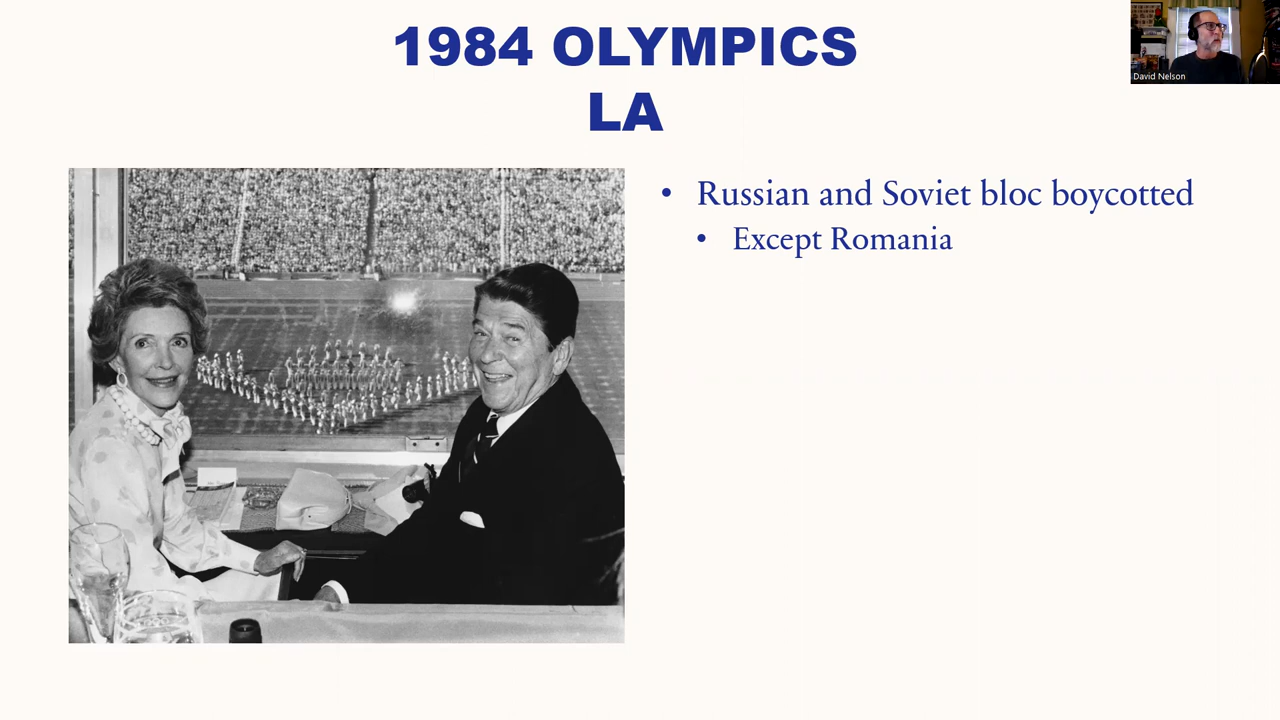 1984 OLYMPICS
LA
David Nelson
• Russian and Soviet bloc boycotted
• Except Romania